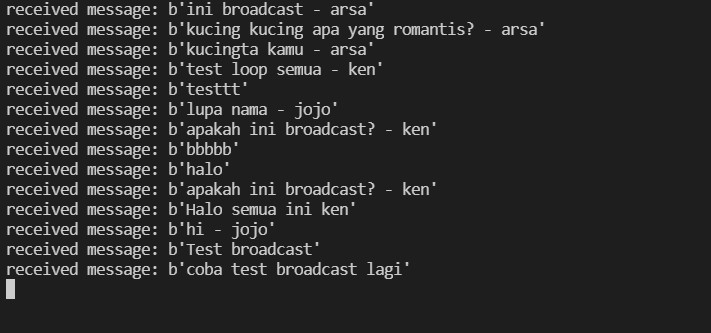 received message: b'ini broadcast - arsa'
received message: b'kucing kucing apa yang romantis? - arsa'
received message: b'kucingta kamu - arsa'
received message: b'test loop semua - ken'
received message: b'testtt'
received message: b'lupa nama - jojo'
received message: b'apakah ini broadcast? - ken'
received message: b'bbbbb'
received message: b'halo'
received message: b'apakah ini broadcast? - ken'
received message: b'Halo semua ini ken'
received message: b'hi - jojo'
received message: b'Test broadcast'
received message: b'coba test broadcast lagi'